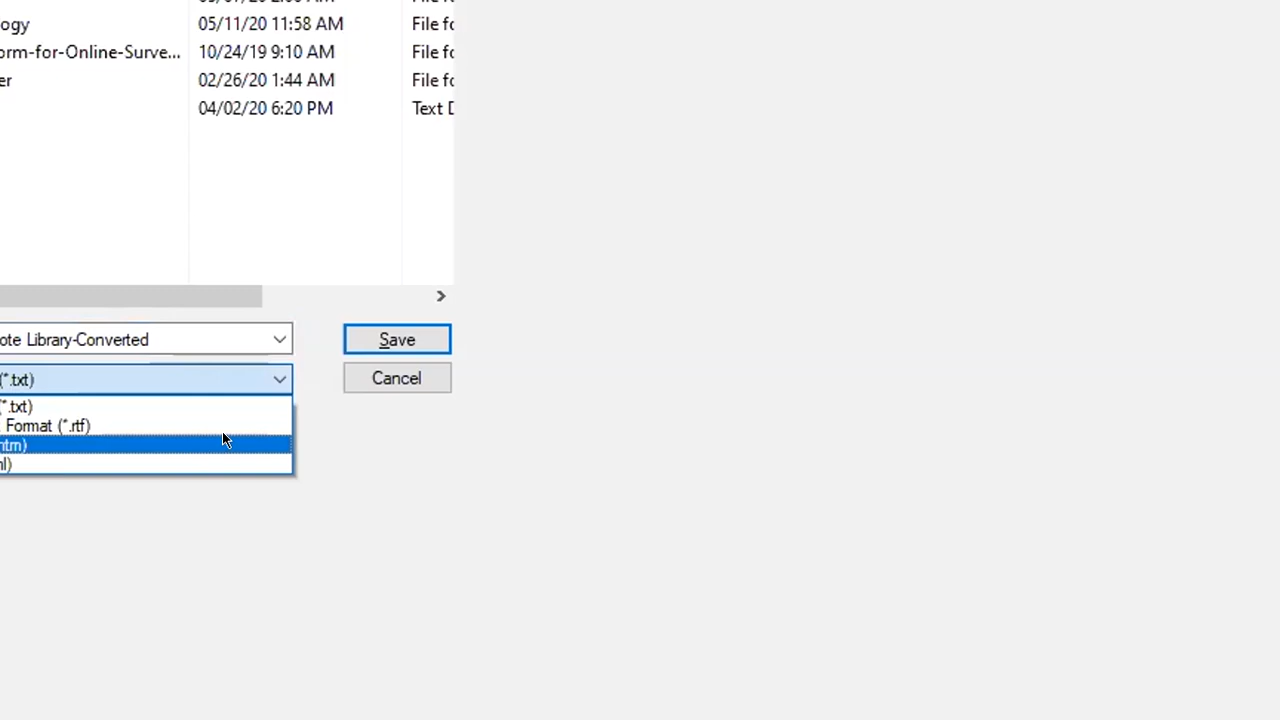 ogy 05/11/20 11:58 AM File fo
orm-for-Online-Surve... 10/24/19 9:10 AM File fo
er 02/26/20 1:44 AM File fo
04/02/20 6:20 PM Text D
ote Library-Converted Save
(*.txt) Cancel
(*.txt)
Format (*.rtf)
htm)
ml)